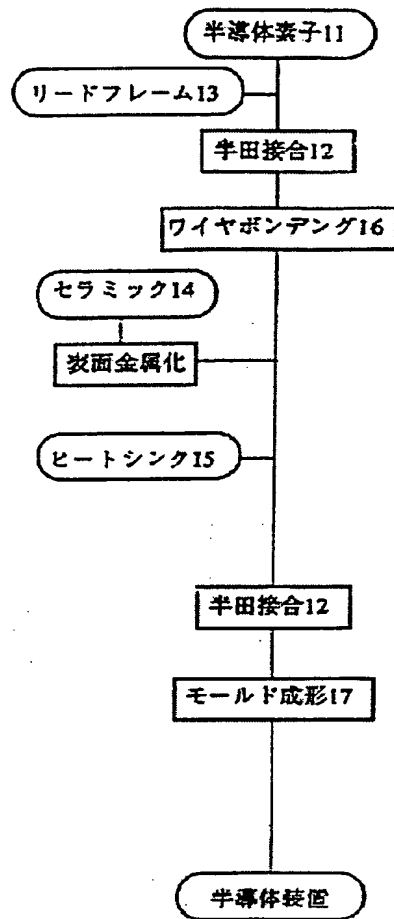 半導体素子11
リードフレーム13
半田接合12
ワイヤボンデング16
セラミック14
表面金属化
ヒートシンク15
半田接合12
モールド成形17
半導体装置